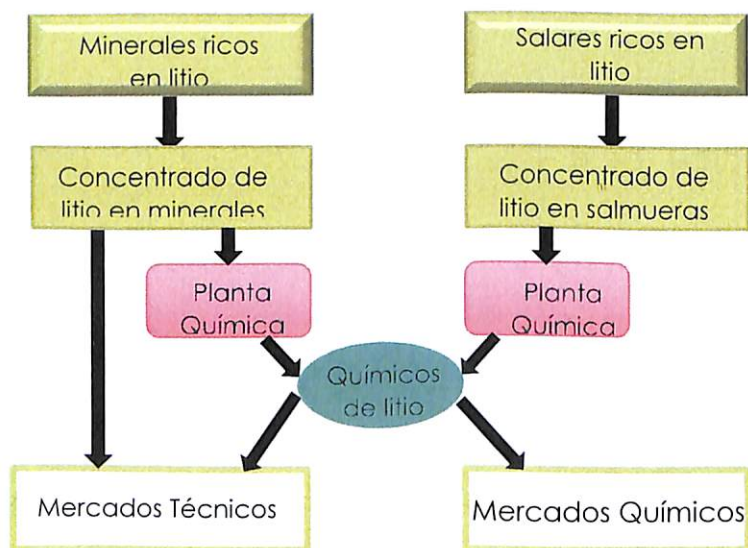 Minerales ricos
en litio
Salares ricos en
litio
Concentrado de
litio en minerales
Concentrado de
litio en salmueras
Planta
Química
Planta
Química
Químicos
de litio
Mercados Técnicos
Mercados Químicos